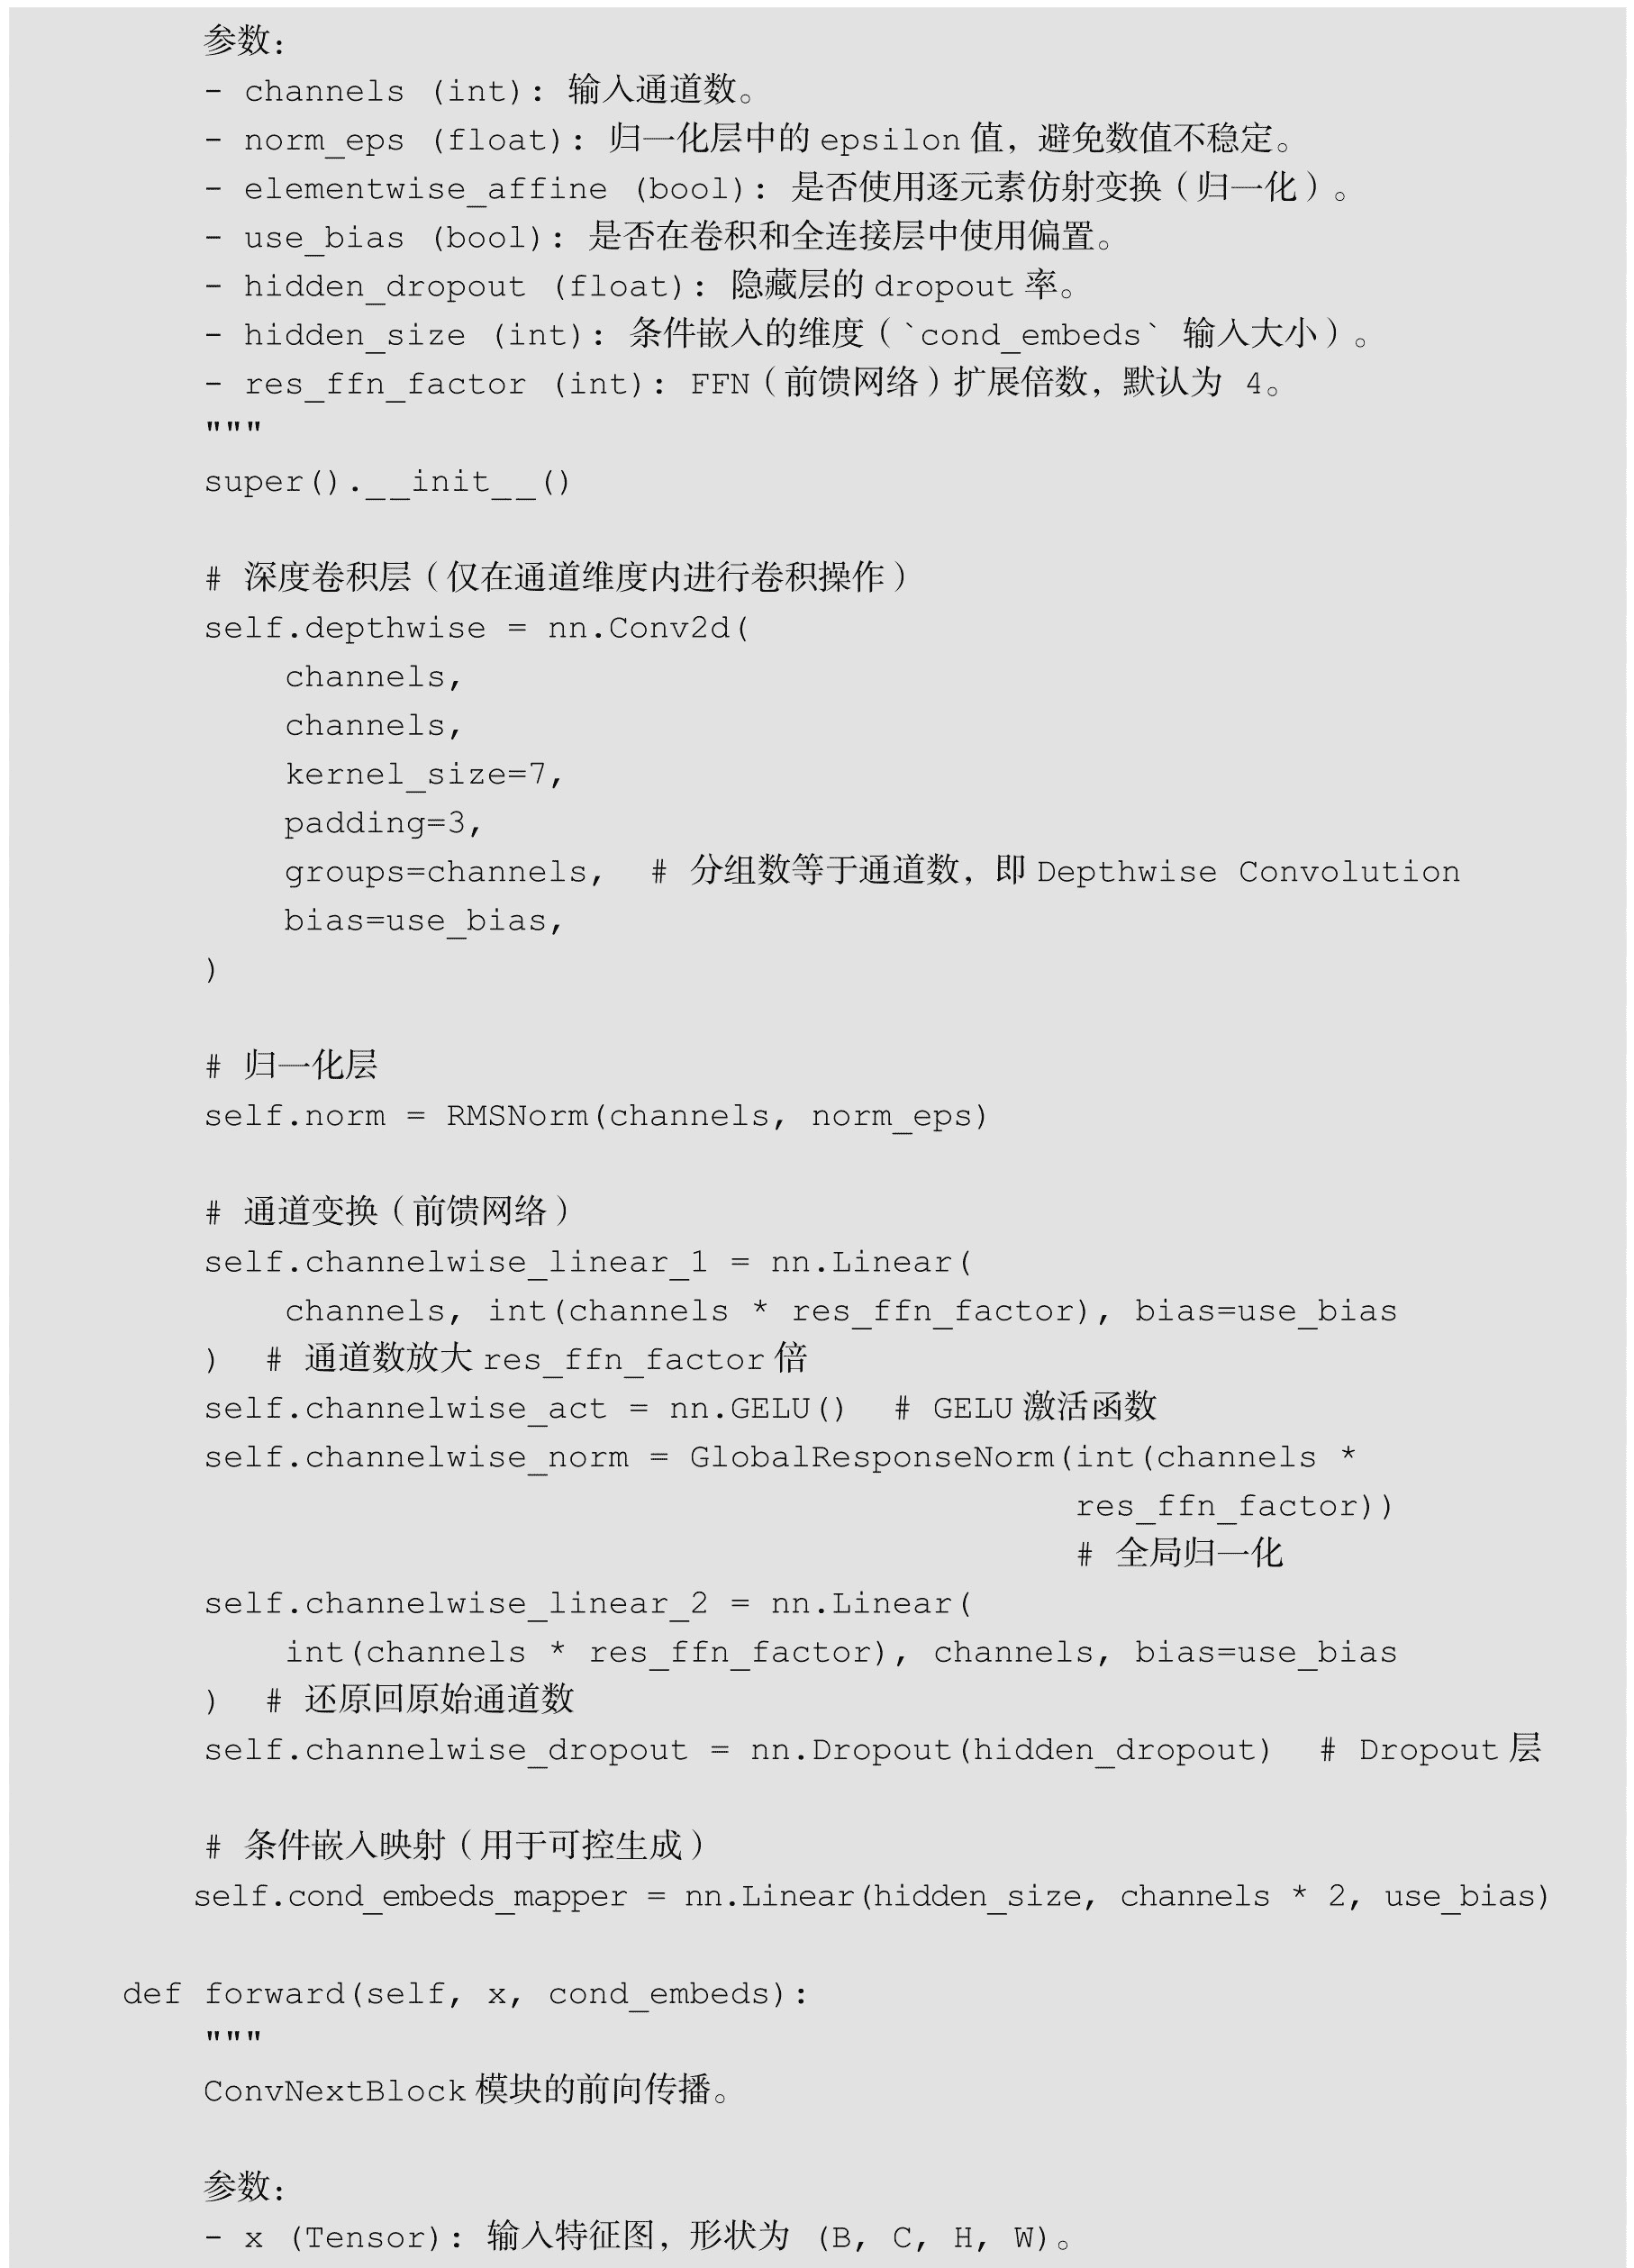 参数：
- channels (int): 输入通道数。
- norm_eps (float): 归一化层中的 epsilon 值，避免数值不稳定。
- elementwise_affine (bool): 是否使用逐元素仿射变换（归一化）。
- use_bias (bool): 是否在卷积和全连接层中使用偏置。
- hidden_dropout (float): 隐藏层的 dropout 率。
- hidden_size (int): 条件嵌入的维度（`cond_embeds` 输入大小）。
- res_ffn_factor (int): FFN（前馈网络）扩展倍数，默认为 4。
"""
super().__init__()
# 深度卷积层（仅在通道维度内进行卷积操作）
self.depthwise = nn.Conv2d(
channels,
channels,
kernel_size=7,
padding=3,
groups=channels,  # 分组数等于通道数，即 Depthwise Convolution
bias=use_bias,
)
# 归一化层
self.norm = RMSNorm(channels, norm_eps)
# 通道变换（前馈网络）
self.channelwise_linear_1 = nn.Linear(
channels, int(channels * res_ffn_factor), bias=use_bias
)  # 通道数放大 res_ffn_factor 倍
self.channelwise_act = nn.GELU()  # GELU 激活函数
self.channelwise_norm = GlobalResponseNorm(int(channels *
res_ffn_factor))
# 全局归一化
self.channelwise_linear_2 = nn.Linear(
int(channels * res_ffn_factor), channels, bias=use_bias
)  # 还原回原始通道数
self.channelwise_dropout = nn.Dropout(hidden_dropout)  # Dropout 层
# 条件嵌入映射（用于可控生成）
self.cond_embeds_mapper = nn.Linear(hidden_size, channels * 2, use_bias)
def forward(self, x, cond_embeds):
"""
ConvNextBlock 模块的前向传播。
参数：
- x (Tensor): 输入特征图，形状为 (B, C, H, W)。